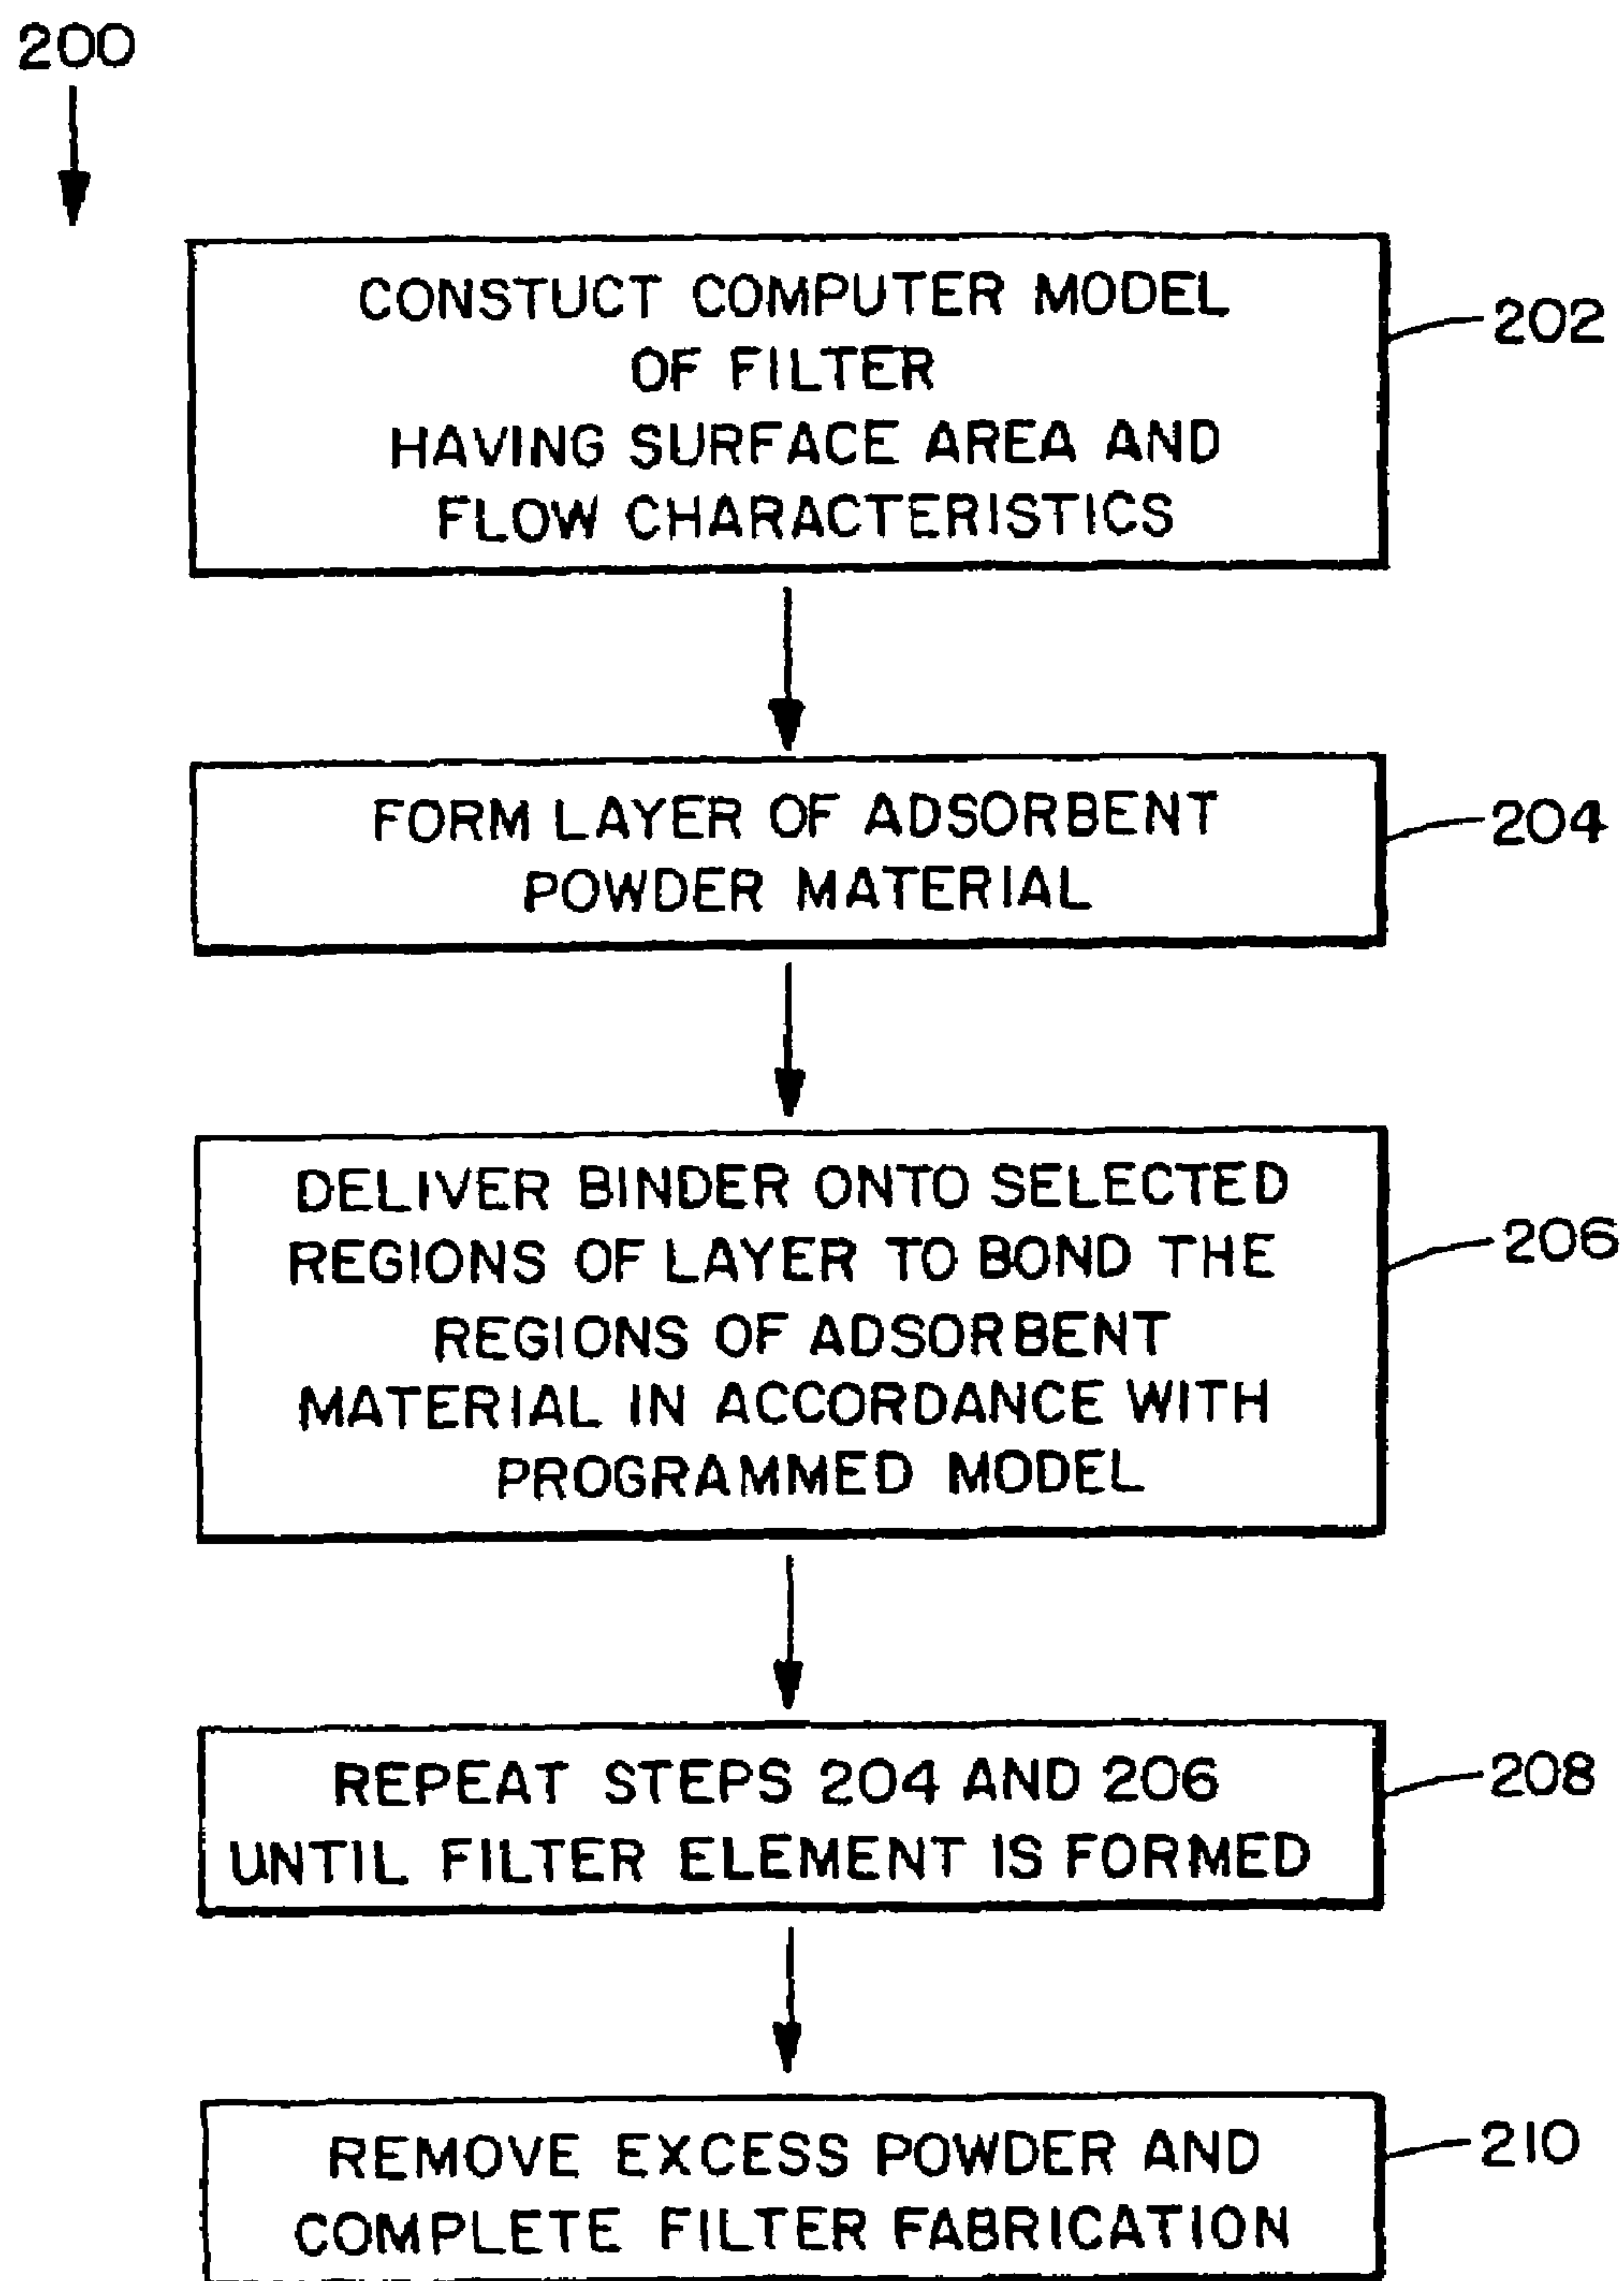 200
CONSTUCT COMPUTER MODEL
OF FILTER
HAVING SURFACE AREA AND
FLOW CHARACTERISTICS
202
FORM LAYER OF ADSORBENT
POWDER MATERIAL
204
DELIVER BINDER ONTO SELECTED
REGIONS OF LAYER TO BOND THE
REGIONS OF ADSORBENT
MATERIAL IN ACCORDANCE WITH
PROGRAMMED MODEL
206
REPEAT STEPS 204 AND 206
UNTIL FILTER ELEMENT IS FORMED
208
REMOVE EXCESS POWDER AND
COMPLETE FILTER FABRICATION
210